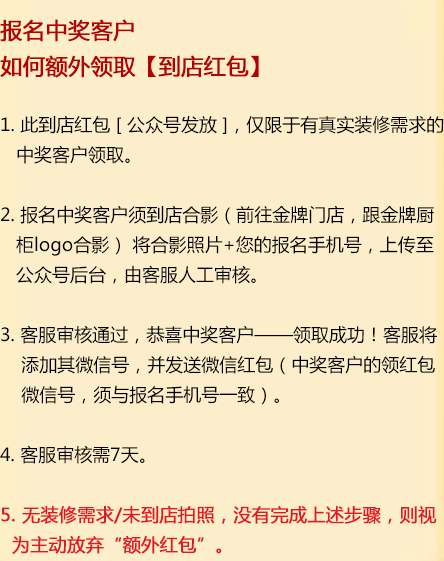 报名中奖客户
如何额外领取【到店红包】
1. 此到店红包 [ 公众号发放 ]，仅限于有真实装修需求的
中奖客户领取。
2. 报名中奖客户须到店合影（前往金牌门店，跟金牌厨
柜logo合影 ） 将合影照片+您的报名手机号，上传至
公众号后台，由客服人工审核。
3. 客服审核通过，恭喜中奖客户——领取成功！客服将
添加其微信号，并发送微信红包（中奖客户的领红包
微信号，须与报名手机号一致）。
4. 客服审核需7天。
5. 无装修需求/未到店拍照，没有完成上述步骤，则视
为主动放弃“额外红包”。